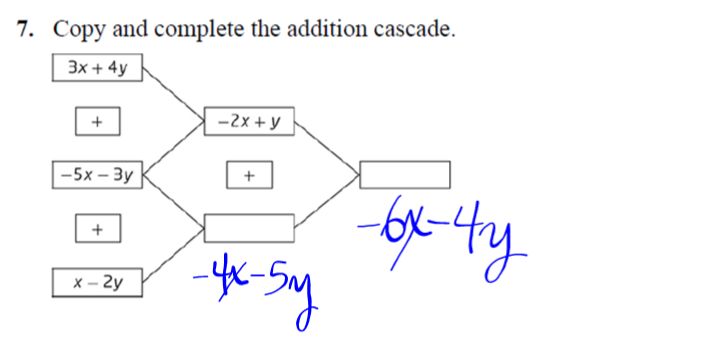 7. Copy and complete the addition cascade.
3x + 4y
+
-2x + y
-5x - 3y
+
+
-6x-4y
x - 2y
-4x-5y